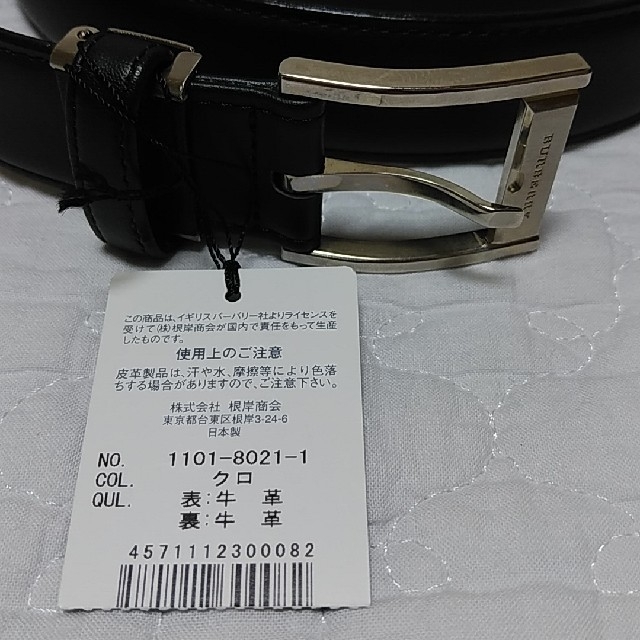 BURBERRY
この商品は、イギリスバーバリー社よりライセンスを
受けて(株)根岸商会が国内で責任をもって生産
したものです。
使用上のご注意
皮革製品は、汗や水、摩擦等により色落
ちする場合がありますので、ご注意下さい。
株式会社 根岸商会
東京都台東区根岸3-24-6
日本製
NO. 1101-8021-1
COL. クロ
QUL. 表:牛 革
裏:牛 革
4571112300082